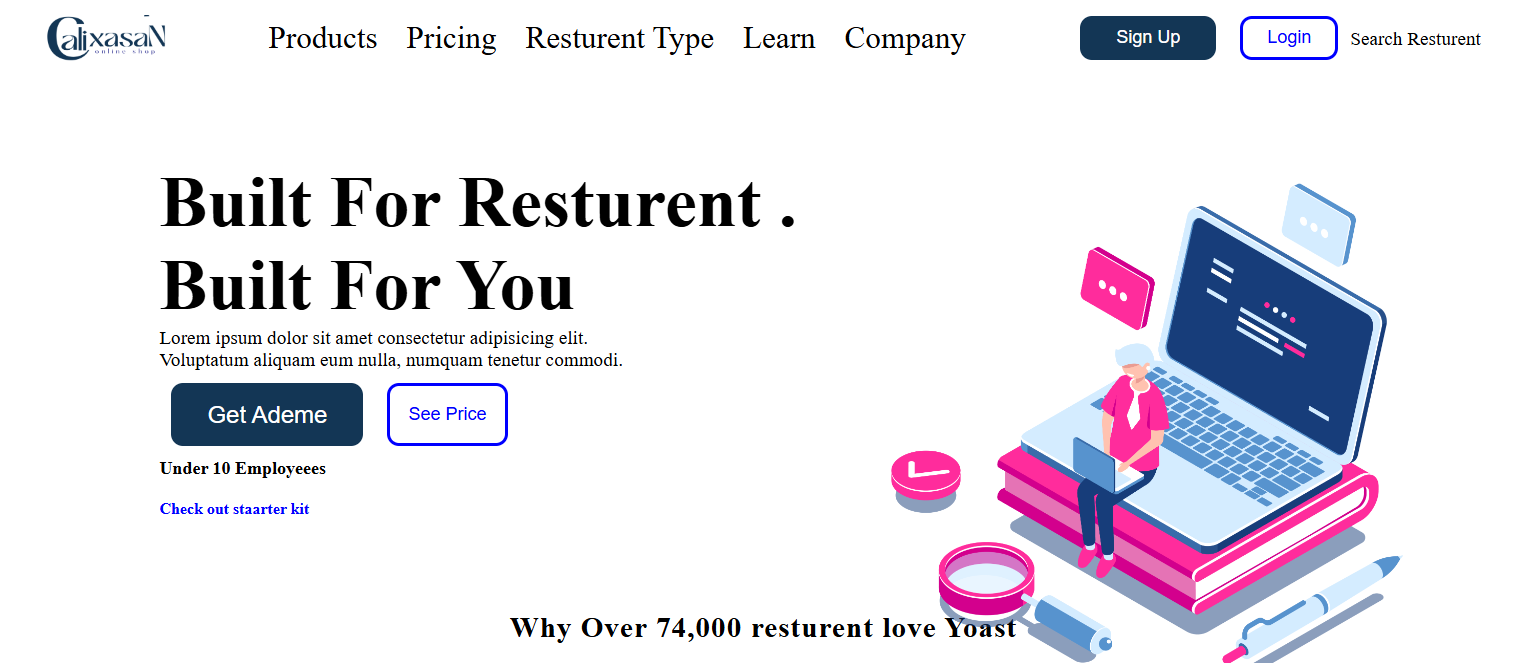 CalixasaN
online shop
Products Pricing Resturent Type Learn Company Sign Up Login Search Resturent
Built For Resturent .
Built For You
Lorem ipsum dolor sit amet consectetur adipisicing elit.
Voluptatum aliquam eum nulla, numquam tenetur commodi.
Get Ademe See Price
Under 10 Employeees
Check out staarter kit
Why Over 74,000 resturent love Yoast